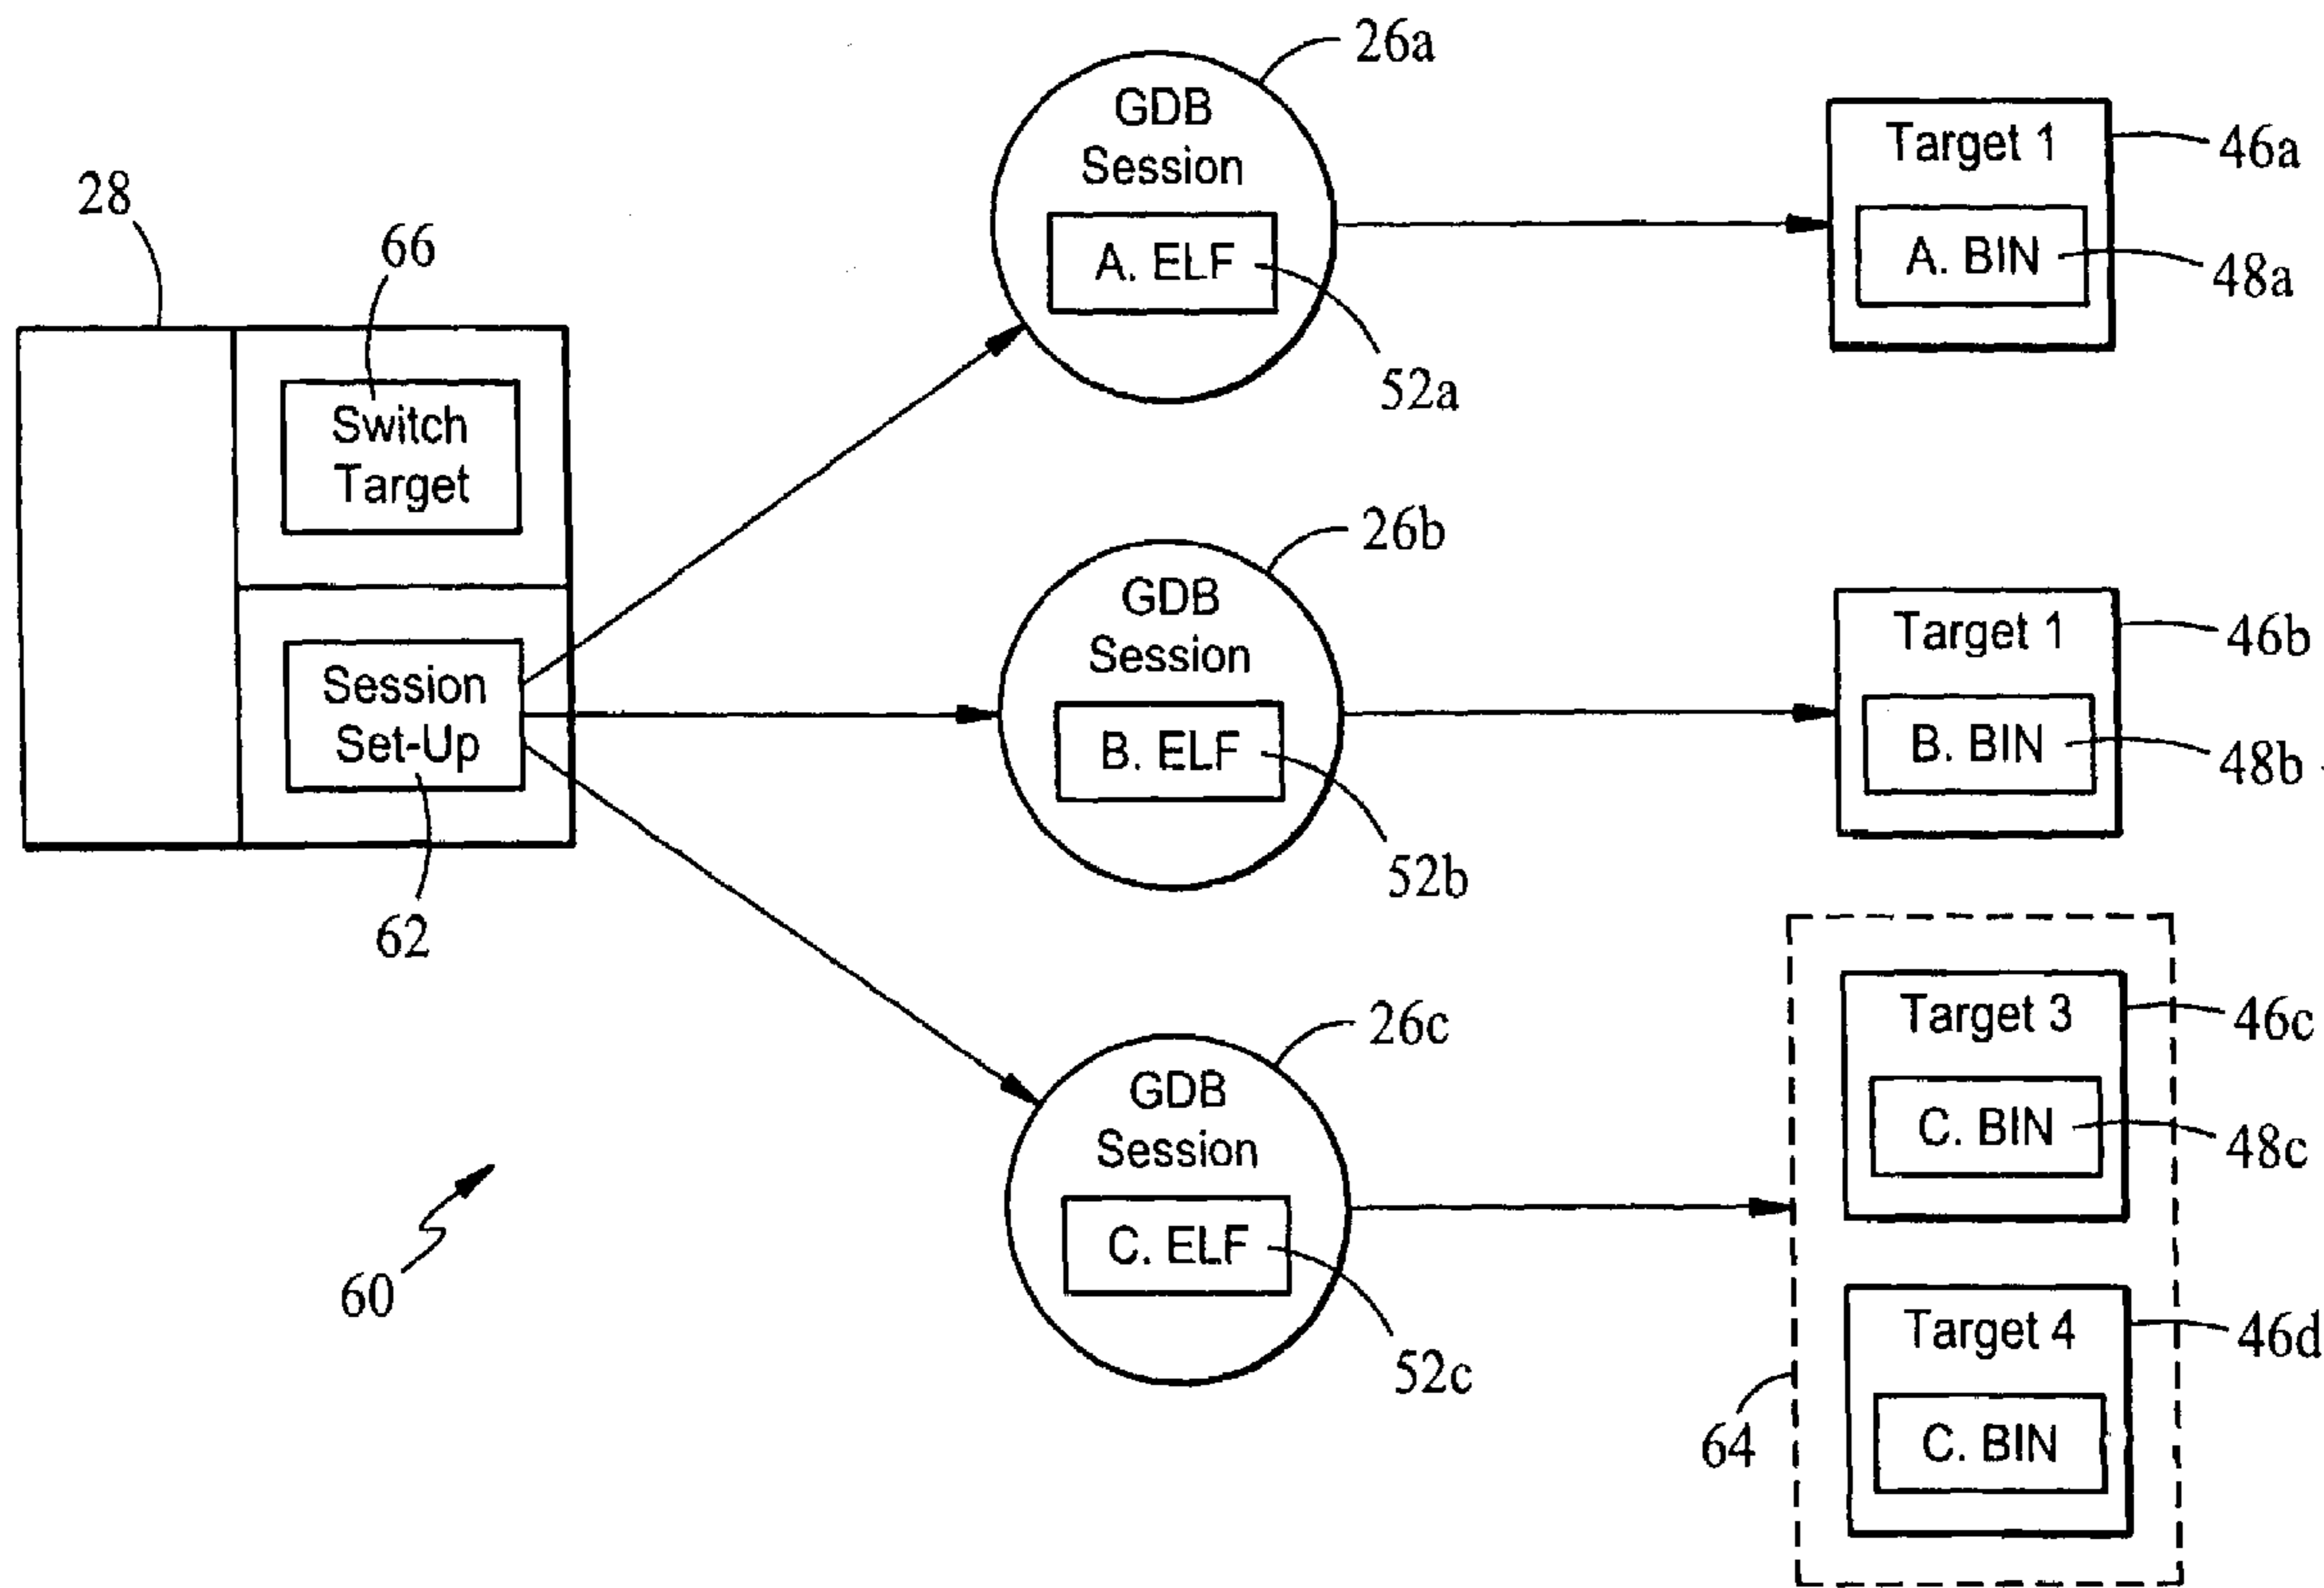 28
66
Switch
Target
Session
Set-Up
62
60
26a
GDB
Session
A. ELF
52a
Target 1
46a
A. BIN
48a
26b
GDB
Session
B. ELF
52b
Target 1
46b
B. BIN
48b
26c
GDB
Session
C. ELF
52c
Target 3
46c
C. BIN
48c
Target 4
46d
C. BIN
64